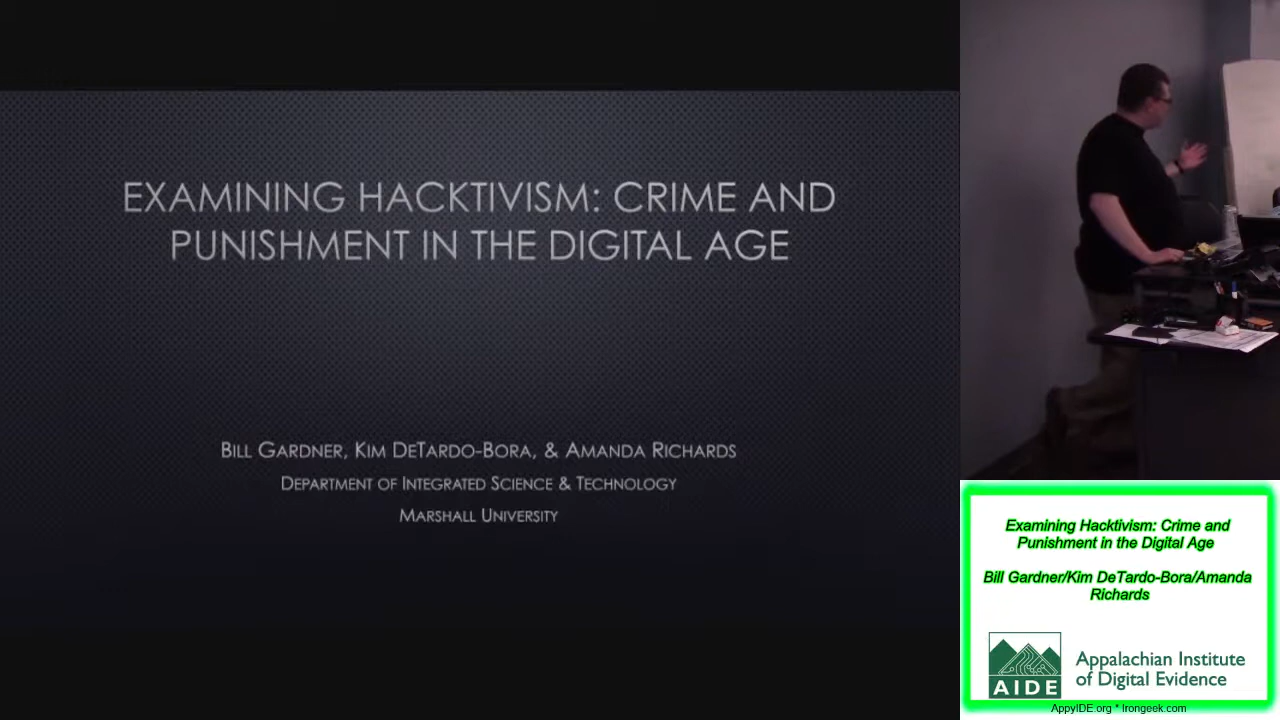 EXAMINING HACKTIVISM: CRIME AND
PUNISHMENT IN THE DIGITAL AGE
BILL GARDNER, KIM DETARDO-BORA, & AMANDA RICHARDS
DEPARTMENT OF INTEGRATED SCIENCE & TECHNOLOGY
MARSHALL UNIVERSITY
Examining Hacktivism: Crime and
Punishment in the Digital Age
Bill Gardner/Kim DeTardo-Bora/Amanda
Richards
AIDE
Appalachian Institute
of Digital Evidence
AppyIDE.org * Irongeek.com